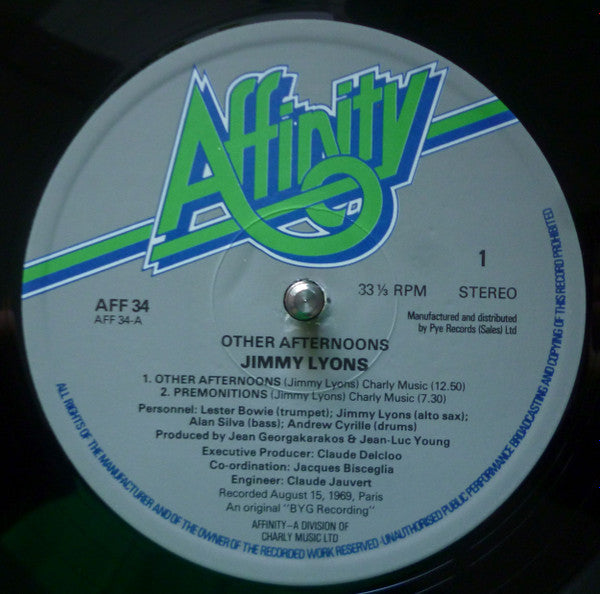 Affinity
AFF 34
AFF 34-A
33 ⅓ RPM
1
STEREO
Manufactured and distributed
by Pye Records (Sales) Ltd
OTHER AFTERNOONS
JIMMY LYONS
1. OTHER AFTERNOONS (Jimmy Lyons) Charly Music (12.50)
2. PREMONITIONS (Jimmy Lyons) Charly Music (7.30)
Personnel: Lester Bowie (trumpet); Jimmy Lyons (alto sax);
Alan Silva (bass); Andrew Cyrille (drums)
Produced by Jean Georgakarakos & Jean-Luc Young
Executive Producer: Claude Delcloo
Co-ordination: Jacques Bisceglia
Engineer: Claude Jauvert
Recorded August 15, 1969, Paris
An original "BYG Recording"
AFFINITY–A DIVISION OF
CHARLY MUSIC LTD
ALL RIGHTS OF THE MANUFACTURER AND OF THE OWNER OF THE RECORDED WORK RESERVED · UNAUTHORISED PUBLIC PERFORMANCE BROADCASTING AND COPYING OF THIS RECORD PROHIBITED